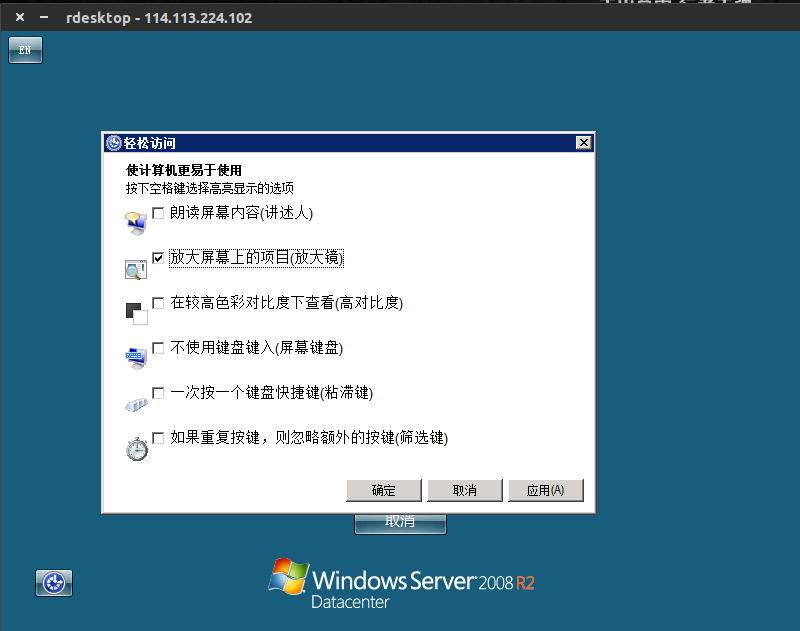 rdesktop - 114.113.224.102
EN
轻松访问
使计算机更易于使用
按下空格键选择高亮显示的选项
朗读屏幕内容(讲述人)
放大屏幕上的项目(放大镜)
在较高色彩对比度下查看(高对比度)
不使用键盘键入(屏幕键盘)
一次按一个键盘快捷键(粘滞键)
如果重复按键，则忽略额外的按键(筛选键)
确定 取消 应用(A)
取消
Windows Server 2008 R2
Datacenter